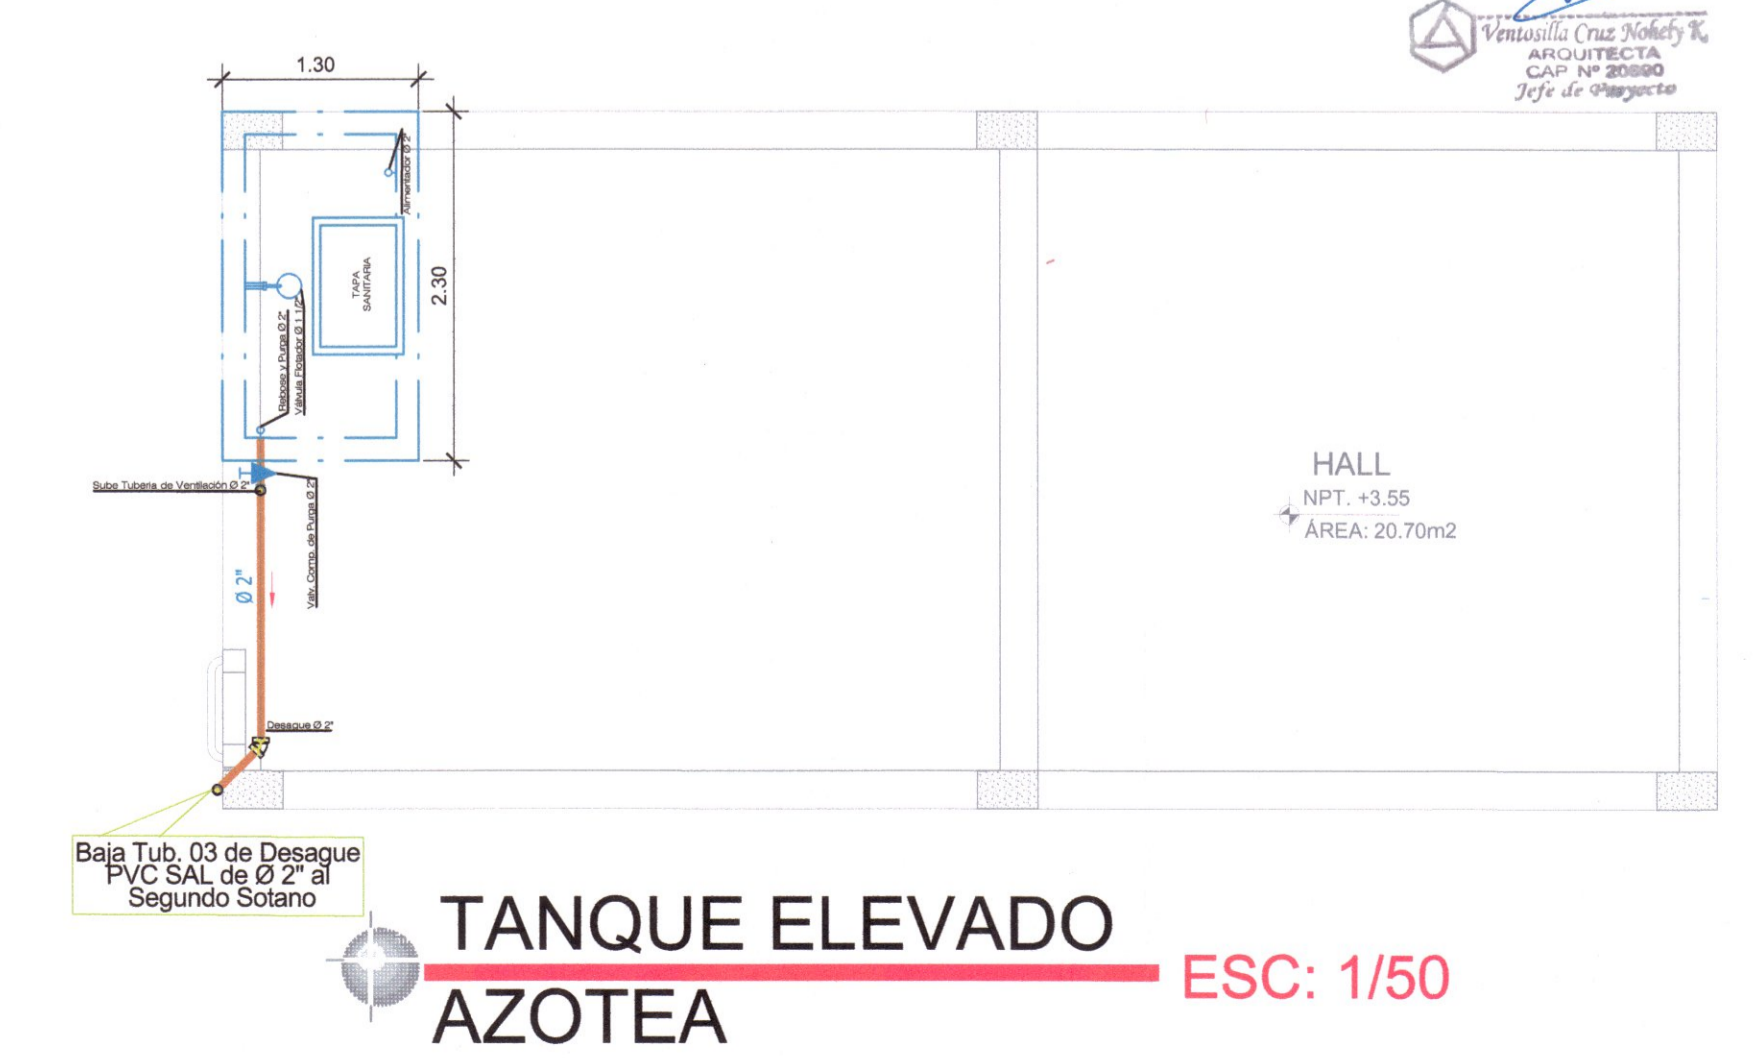 Ventosilla Cruz Nohely K.
ARQUITECTA
CAP Nº
Jefe de Proyecto
1.30
Alimentador Ø 2"
2.30
TAPA
SANITARIA
Rebose y Purga Ø 2"
Válvula Flotador Ø 1 1/2"
HALL
NPT. +3.55
ÁREA: 20.70m2
Sube Tuberia de Ventilación Ø 2"
Valv. Comp. de Purga Ø 2"
Ø 2"
Desague Ø 2"
Baja Tub. 03 de Desague
PVC SAL de Ø 2" al
Segundo Sotano
TANQUE ELEVADO
AZOTEA
ESC: 1/50